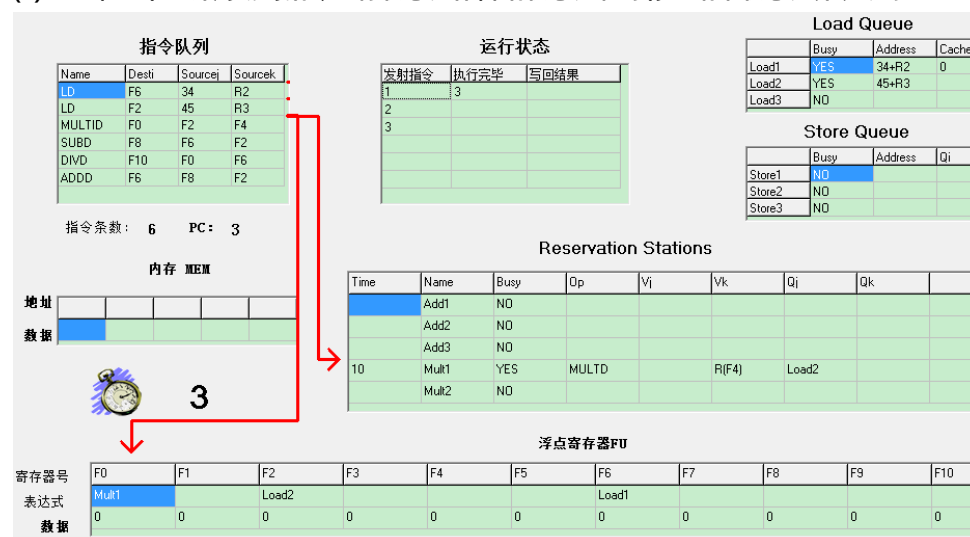 Load Queue
Busy Address Cache
Load1 YES 34+R2 0
Load2 YES 45+R3
Load3 NO
指令队列
Name Desti Sourcej Sourcek
LD F6 34 R2
LD F2 45 R3
MULTID F0 F2 F4
SUBD F8 F6 F2
DIVD F10 F0 F6
ADDD F6 F8 F2
指令条数: 6 PC: 3
运行状态
发射指令 执行完毕 写回结果
1 3
2
3
Store Queue
Busy Address Qi
Store1 NO
Store2 NO
Store3 NO
内存 MEM
地址
数据
3
Reservation Stations
Time Name Busy Op Vj Vk Qj Qk
Add1 NO
Add2 NO
Add3 NO
10 Mult1 YES MULTD R(F4) Load2
Mult2 NO
浮点寄存器FU
寄存器号 F0 F1 F2 F3 F4 F5 F6 F7 F8 F9 F10
表达式 Mult1 Load2 Load1
数据 0 0 0 0 0 0 0 0 0 0 0